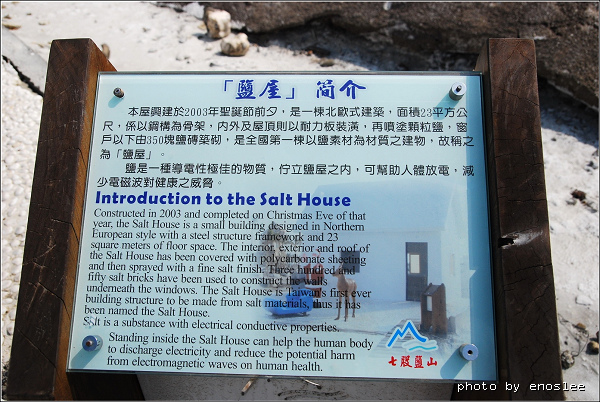 「鹽屋」 簡介
本屋興建於2003年聖誕節前夕，是一棟北歐式建築，面積23平方公
尺，係以鋼構為骨架，內外及屋頂則以耐力板裝潢，再噴塗顆粒鹽，窗
戶以下由350塊鹽磚築砌，是全國第一棟以鹽素材為材質之建物，故稱之
為「鹽屋」。
鹽是一種導電性極佳的物質，佇立鹽屋之內，可幫助人體放電，減
少電磁波對健康之威脅。
Introduction to the Salt House
Constructed in 2003 and completed on Christmas Eve of that
year, the Salt House is a small building designed in Northern
European style with a steel structure framework and 23
square meters of floor space. The interior, exterior and roof of
the Salt House has been covered with polycarbonate sheeting
and then sprayed with a fine salt finish. Three hundred and
fifty salt bricks have been used to construct the walls
underneath the windows. The Salt House is Taiwan's first ever
building structure to be made from salt materials, thus it has
been named the Salt House.
Salt is a substance with electrical conductive properties.
Standing inside the Salt House can help the human body
to discharge electricity and reduce the potential harm
from electromagnetic waves on human health.
七股鹽山
photo by enoslee